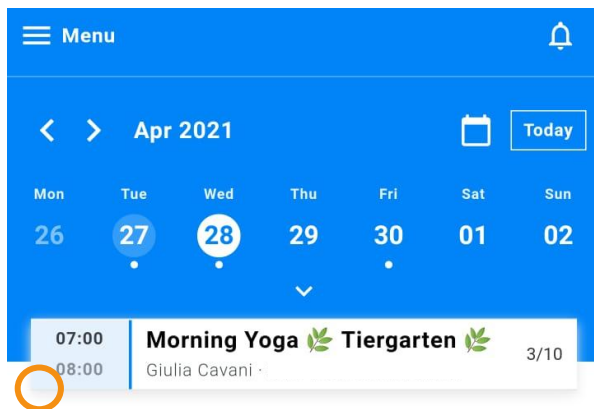 Menu
Apr 2021 Today
Mon Tue Wed Thu Fri Sat Sun
26 27 28 29 30 01 02
07:00 Morning Yoga 🌿 Tiergarten 🌿
3/10
08:00 Giulia Cavani ·